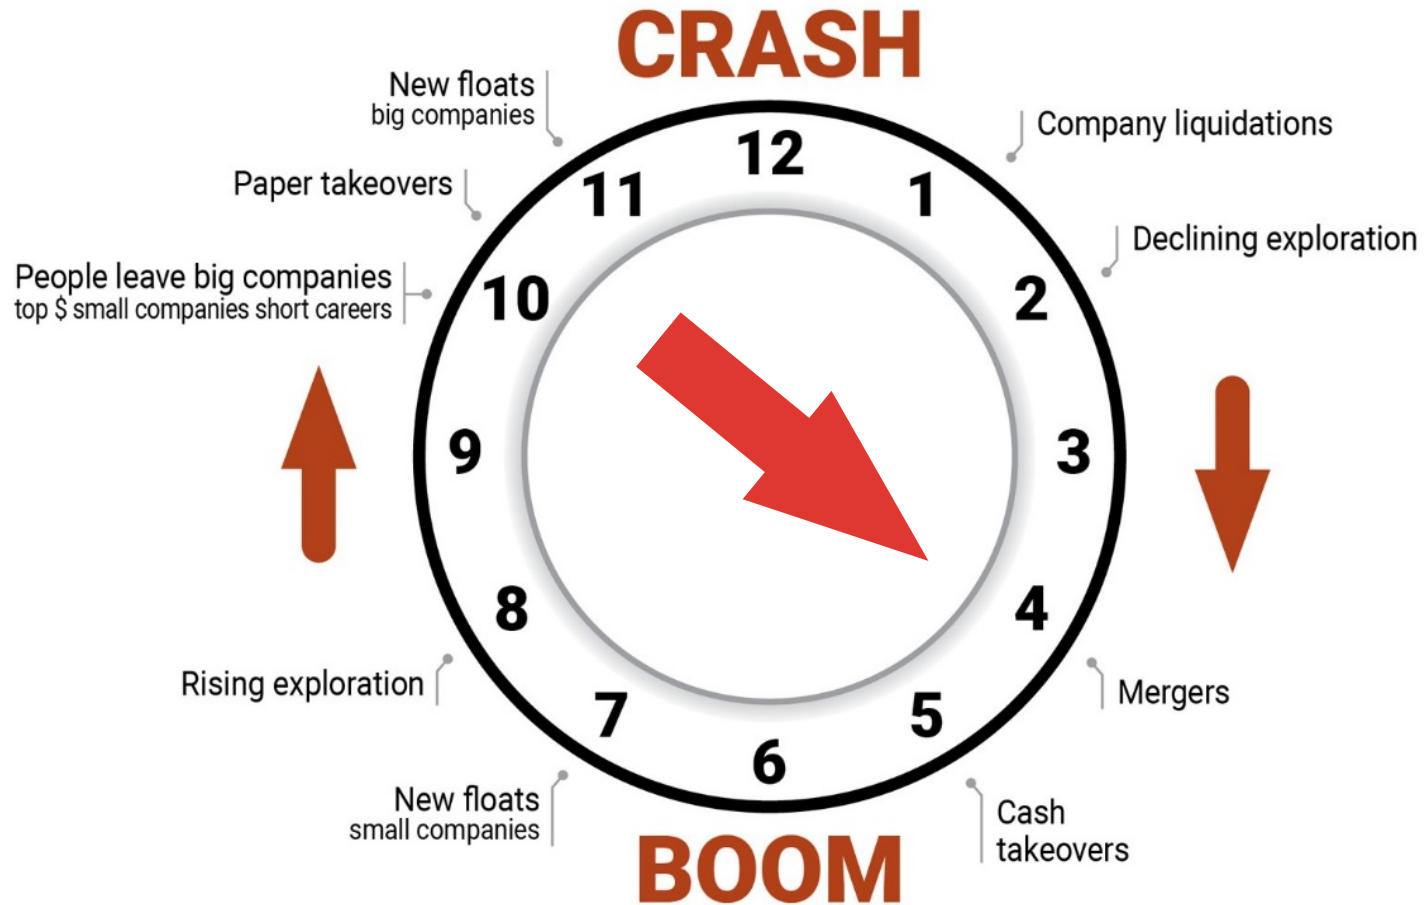 CRASH
New floats
big companies
Company liquidations
Paper takeovers
Declining exploration
People leave big companies
top $ small companies short careers
12
11
1
10
2
9
3
8
4
7
5
6
Rising exploration
Mergers
New floats
small companies
Cash
takeovers
BOOM